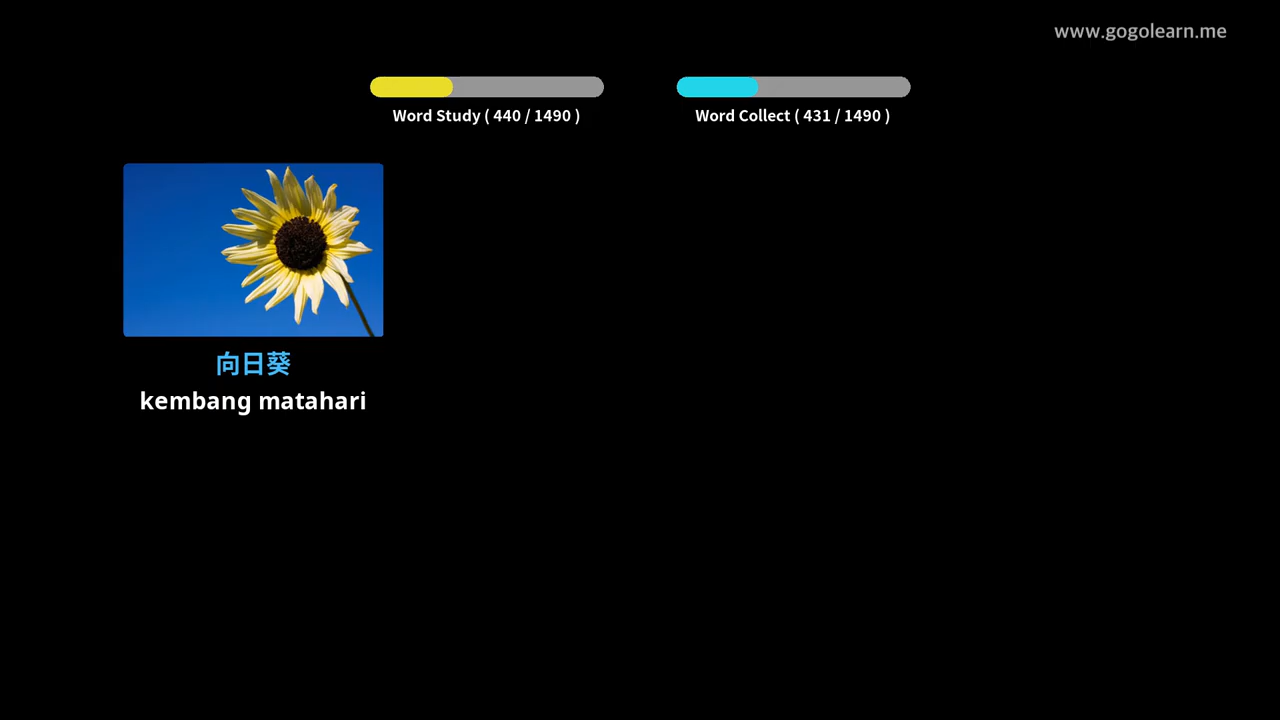 www.gogolearn.me
Word Study ( 440 / 1490 )
Word Collect ( 431 / 1490 )
向日葵
kembang matahari